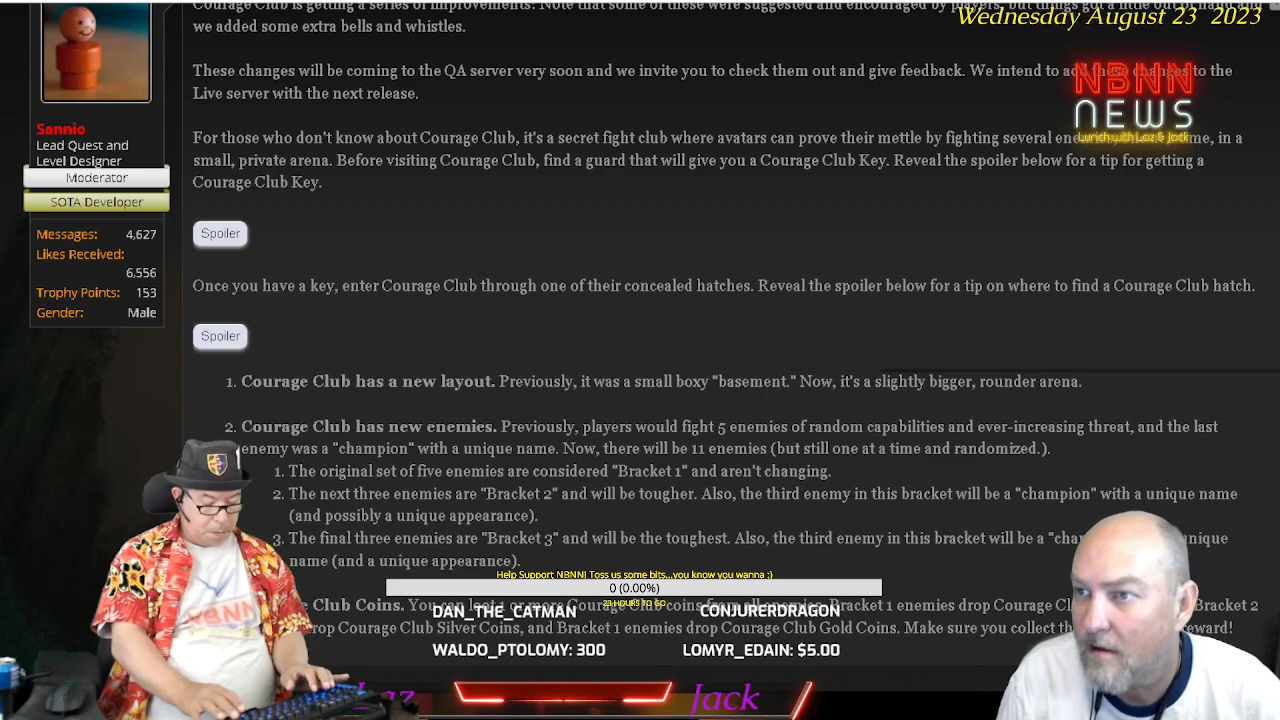 Courage Club is getting a series of improvements! Note that some of these were suggested and encouraged by players, but things got a little
Wednesday August 23 2023
we added some extra bells and whistles.
These changes will be coming to the QA server very soon and we invite you to check them out and give feedback. We intend to add these changes to the
Live server with the next release.
NBNN
NEWS
Lunch with Laz & Jack
For those who don't know about Courage Club, it's a secret fight club where avatars can prove their mettle by fighting several time, in a
small, private arena. Before visiting Courage Club, find a guard that will give you a Courage Club Key. Reveal the spoiler below for a tip for getting a
Courage Club Key.
Sannio
Lead Quest and
Level Designer
Moderator
SOTA Developer
Messages: 4,627
Likes Received:
6,556
Trophy Points: 153
Gender: Male
Spoiler
Once you have a key, enter Courage Club through one of their concealed hatches. Reveal the spoiler below for a tip on where to find a Courage Club hatch.
Spoiler
1. Courage Club has a new layout. Previously, it was a small boxy "basement." Now, it's a slightly bigger, rounder arena.
2. Courage Club has new enemies. Previously, players would fight 5 enemies of random capabilities and ever-increasing threat, and the last
enemy was a "champion" with a unique name. Now, there will be 11 enemies (but still one at a time and randomized.).
1. The original set of five enemies are considered "Bracket 1" and aren't changing.
2. The next three enemies are "Bracket 2" and will be tougher. Also, the third enemy in this bracket will be a "champion" with a unique name
(and possibly a unique appearance).
3. The final three enemies are "Bracket 3" and will be the toughest. Also, the third enemy in this bracket will be a unique
name (and a unique appearance).
Help Support NBNN! Toss us some bits...you know you wanna :)
0 (0.00%)
23 HOURS TO GO
Club Coins. You Courage Club coins Bracket 1 enemies drop Courage Bracket 2
DAN_THE_CATMAN CONJURERDRAGON
drop Courage Club Silver Coins, and Bracket 1 enemies drop Courage Club Gold Coins. Make sure you collect reward!
WALDO_PTOLOMY: 300 LOMYR_EDAIN: $5.00
Laz Jack
NBNN